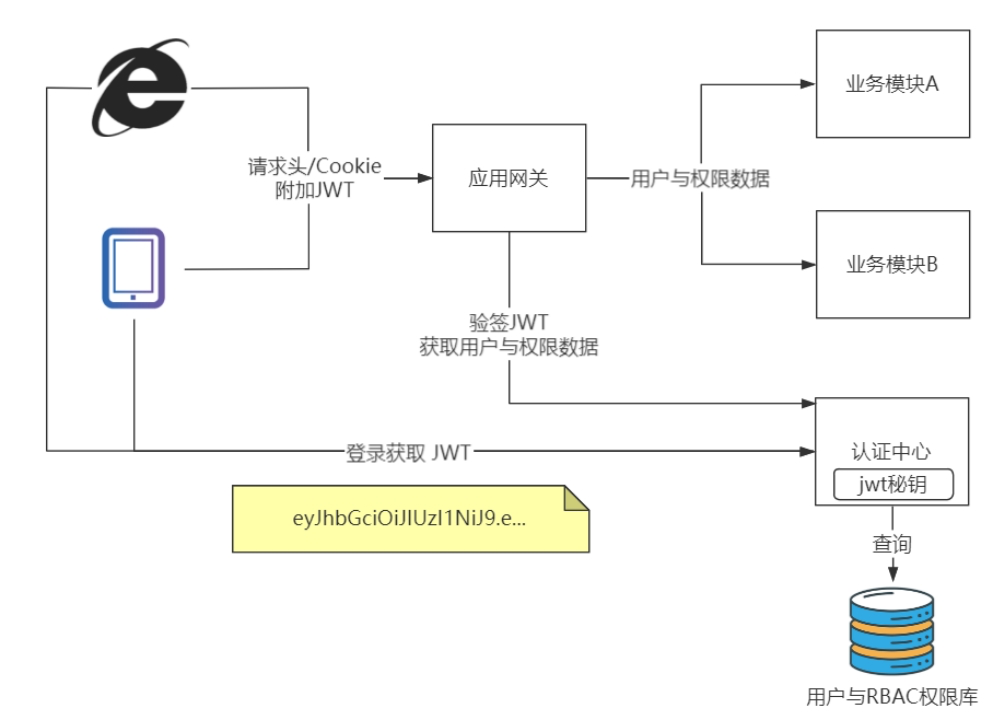 业务模块A
请求头/Cookie
附加JWT
应用网关
用户与权限数据
业务模块B
验签JWT
获取用户与权限数据
登录获取 JWT
认证中心
jwt秘钥
eyJhbGciOiJIUzI1NiJ9.e...
查询
用户与RBAC权限库